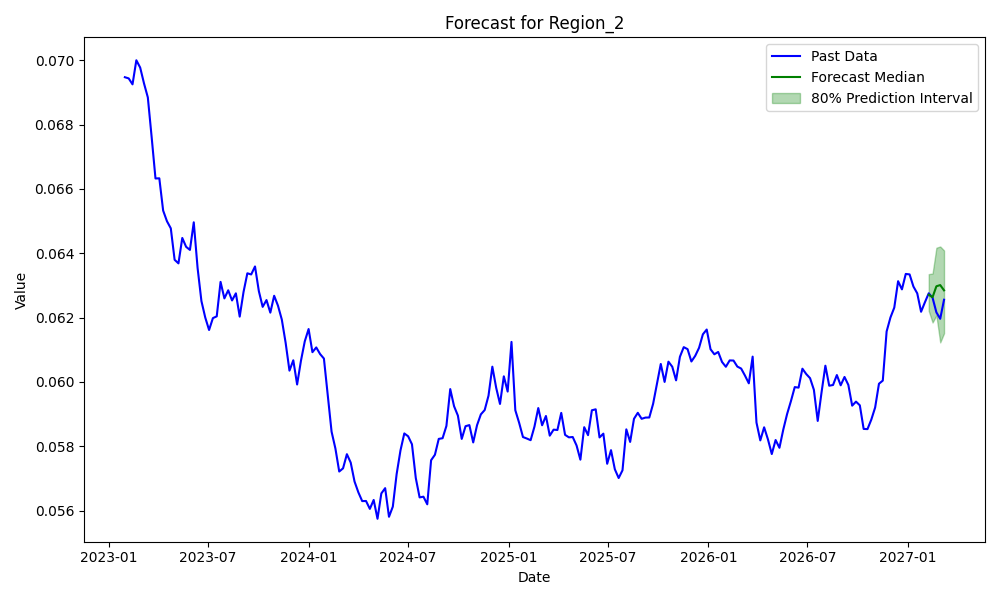 Forecast for Region_2
Past Data
Forecast Median
80% Prediction Interval
Value
0.070
0.068
0.066
0.064
0.062
0.060
0.058
0.056
2023-01
2023-07
2024-01
2024-07
2025-01
2025-07
2026-01
2026-07
2027-01
Date